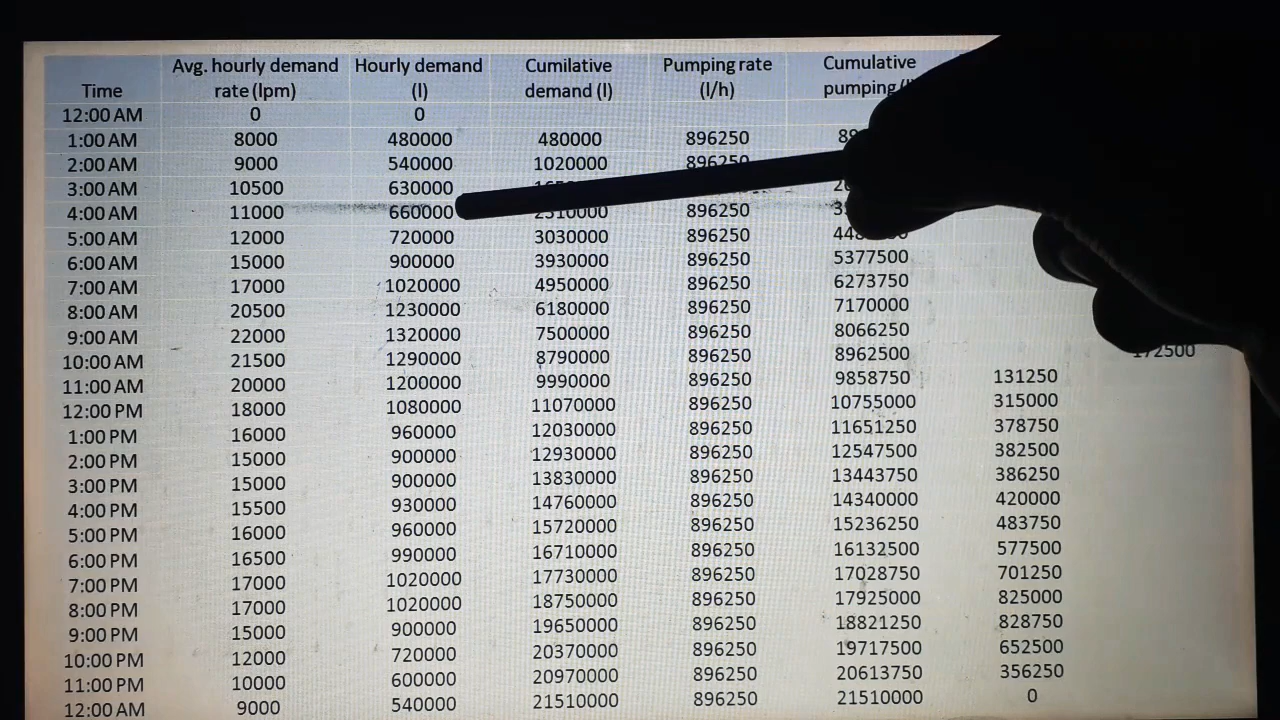 Time Avg. hourly demand rate (lpm) Hourly demand (l) Cumilative demand (l) Pumping rate (l/h) Cumulative pumping
12:00 AM 0 0
1:00 AM 8000 480000 480000 896250
2:00 AM 9000 540000 1020000 896250
3:00 AM 10500 630000
4:00 AM 11000 660000 2310000 896250
5:00 AM 12000 720000 3030000 896250
6:00 AM 15000 900000 3930000 896250 5377500
7:00 AM 17000 1020000 4950000 896250 6273750
8:00 AM 20500 1230000 6180000 896250 7170000
9:00 AM 22000 1320000 7500000 896250 8066250
10:00 AM 21500 1290000 8790000 896250 8962500 172500
11:00 AM 20000 1200000 9990000 896250 9858750 131250
12:00 PM 18000 1080000 11070000 896250 10755000 315000
1:00 PM 16000 960000 12030000 896250 11651250 378750
2:00 PM 15000 900000 12930000 896250 12547500 382500
3:00 PM 15000 900000 13830000 896250 13443750 386250
4:00 PM 15500 930000 14760000 896250 14340000 420000
5:00 PM 16000 960000 15720000 896250 15236250 483750
6:00 PM 16500 990000 16710000 896250 16132500 577500
7:00 PM 17000 1020000 17730000 896250 17028750 701250
8:00 PM 17000 1020000 18750000 896250 17925000 825000
9:00 PM 15000 900000 19650000 896250 18821250 828750
10:00 PM 12000 720000 20370000 896250 19717500 652500
11:00 PM 10000 600000 20970000 896250 20613750 356250
12:00 AM 9000 540000 21510000 896250 21510000 0